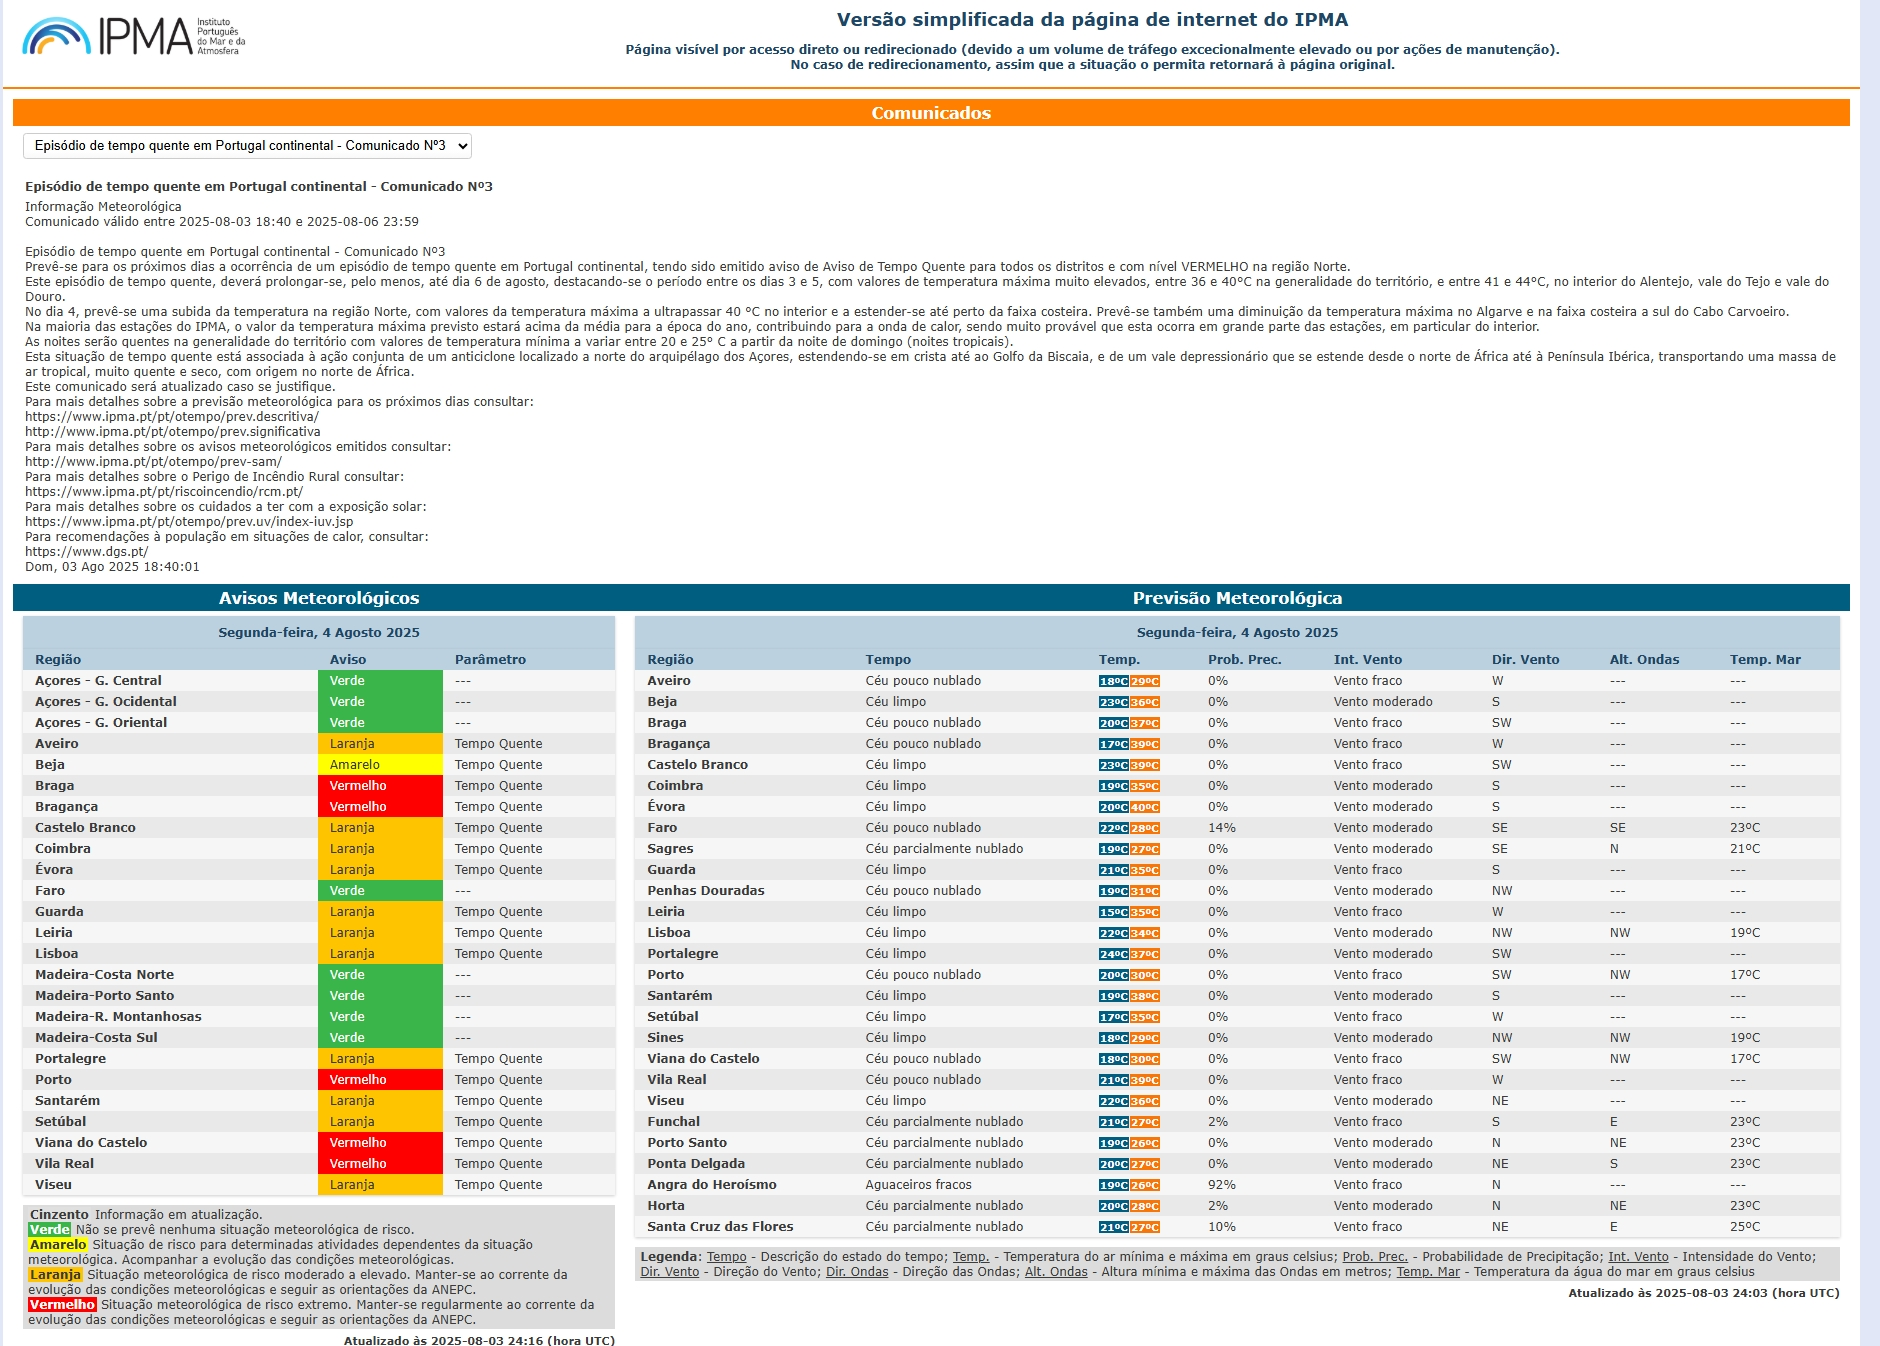 IPMA
Instituto
Português
do Mar e da
Atmosfera
Versão simplificada da página de internet do IPMA
Página visível por acesso direto ou redirecionado (devido a um volume de tráfego excecionalmente elevado ou por ações de manutenção).
No caso de redirecionamento, assim que a situação o permita retornará à página original.
Comunicados
Episódio de tempo quente em Portugal continental - Comunicado Nº3
Episódio de tempo quente em Portugal continental - Comunicado Nº3
Informação Meteorológica
Comunicado válido entre 2025-08-03 18:40 e 2025-08-06 23:59
Episódio de tempo quente em Portugal continental - Comunicado Nº3
Prevê-se para os próximos dias a ocorrência de um episódio de tempo quente em Portugal continental, tendo sido emitido aviso de Aviso de Tempo Quente para todos os distritos e com nível VERMELHO na região Norte.
Este episódio de tempo quente, deverá prolongar-se, pelo menos, até dia 6 de agosto, destacando-se o período entre os dias 3 e 5, com valores de temperatura máxima muito elevados, entre 36 e 40ºC na generalidade do território, e entre 41 e 44ºC, no interior do Alentejo, vale do Tejo e vale do
Douro.
No dia 4, prevê-se uma subida da temperatura na região Norte, com valores da temperatura máxima a ultrapassar 40 ºC no interior e a estender-se até perto da faixa costeira. Prevê-se também uma diminuição da temperatura máxima no Algarve e na faixa costeira a sul do Cabo Carvoeiro.
Na maioria das estações do IPMA, o valor da temperatura máxima previsto estará acima da média para a época do ano, contribuindo para a onda de calor, sendo muito provável que esta ocorra em grande parte das estações, em particular do interior.
As noites serão quentes na generalidade do território com valores de temperatura mínima a variar entre 20 e 25º C a partir da noite de domingo (noites tropicais).
Esta situação de tempo quente está associada à ação conjunta de um anticiclone localizado a norte do arquipélago dos Açores, estendendo-se em crista até ao Golfo da Biscaia, e de um vale depressionário que se estende desde o norte de África até à Península Ibérica, transportando uma massa de
ar tropical, muito quente e seco, com origem no norte de África.
Este comunicado será atualizado caso se justifique.
Para mais detalhes sobre a previsão meteorológica para os próximos dias consultar:
https://www.ipma.pt/pt/otempo/prev.descritiva/
http://www.ipma.pt/pt/otempo/prev.significativa
Para mais detalhes sobre os avisos meteorológicos emitidos consultar:
http://www.ipma.pt/pt/otempo/prev-sam/
Para mais detalhes sobre o Perigo de Incêndio Rural consultar:
https://www.ipma.pt/pt/riscoincendio/rcm.pt/
Para mais detalhes sobre os cuidados a ter com a exposição solar:
https://www.ipma.pt/pt/otempo/prev.uv/index-iuv.jsp
Para recomendações à população em situações de calor, consultar:
https://www.dgs.pt/
Dom, 03 Ago 2025 18:40:01
Avisos Meteorológicos
Segunda-feira, 4 Agosto 2025
Região Aviso Parâmetro
Açores - G. Central Verde ---
Açores - G. Ocidental Verde ---
Açores - G. Oriental Verde ---
Aveiro Laranja Tempo Quente
Beja Amarelo Tempo Quente
Braga Vermelho Tempo Quente
Bragança Vermelho Tempo Quente
Castelo Branco Laranja Tempo Quente
Coimbra Laranja Tempo Quente
Évora Laranja Tempo Quente
Faro Verde ---
Guarda Laranja Tempo Quente
Leiria Laranja Tempo Quente
Lisboa Laranja Tempo Quente
Madeira-Costa Norte Verde ---
Madeira-Porto Santo Verde ---
Madeira-R. Montanhosas Verde ---
Madeira-Costa Sul Verde ---
Portalegre Laranja Tempo Quente
Porto Vermelho Tempo Quente
Santarém Laranja Tempo Quente
Setúbal Laranja Tempo Quente
Viana do Castelo Vermelho Tempo Quente
Vila Real Vermelho Tempo Quente
Viseu Laranja Tempo Quente
Cinzento Informação em atualização.
Verde Não se prevê nenhuma situação meteorológica de risco.
Amarelo Situação de risco para determinadas atividades dependentes da situação
meteorológica. Acompanhar a evolução das condições meteorológicas.
Laranja Situação meteorológica de risco moderado a elevado. Manter-se ao corrente da
evolução das condições meteorológicas e seguir as orientações da ANEPC.
Vermelho Situação meteorológica de risco extremo. Manter-se regularmente ao corrente da
evolução das condições meteorológicas e seguir as orientações da ANEPC.
Atualizado às 2025-08-03 24:16 (hora UTC)
Previsão Meteorológica
Segunda-feira, 4 Agosto 2025
Região Tempo Temp. Prob. Prec. Int. Vento Dir. Vento Alt. Ondas Temp. Mar
Aveiro Céu pouco nublado 18ºC 29ºC 0% Vento fraco W --- ---
Beja Céu limpo 23ºC 36ºC 0% Vento moderado S --- ---
Braga Céu pouco nublado 20ºC 37ºC 0% Vento fraco SW --- ---
Bragança Céu pouco nublado 17ºC 39ºC 0% Vento fraco W --- ---
Castelo Branco Céu limpo 23ºC 39ºC 0% Vento fraco SW --- ---
Coimbra Céu limpo 19ºC 35ºC 0% Vento moderado S --- ---
Évora Céu limpo 20ºC 40ºC 0% Vento moderado S --- ---
Faro Céu pouco nublado 22ºC 28ºC 14% Vento moderado SE SE 23ºC
Sagres Céu parcialmente nublado 19ºC 27ºC 0% Vento moderado SE N 21ºC
Guarda Céu limpo 21ºC 35ºC 0% Vento fraco S --- ---
Penhas Douradas Céu pouco nublado 19ºC 31ºC 0% Vento moderado NW --- ---
Leiria Céu limpo 15ºC 35ºC 0% Vento fraco W --- ---
Lisboa Céu limpo 22ºC 34ºC 0% Vento moderado NW NW 19ºC
Portalegre Céu limpo 24ºC 37ºC 0% Vento moderado SW --- ---
Porto Céu pouco nublado 20ºC 30ºC 0% Vento fraco SW NW 17ºC
Santarém Céu limpo 19ºC 38ºC 0% Vento moderado S --- ---
Setúbal Céu limpo 17ºC 35ºC 0% Vento fraco W --- ---
Sines Céu limpo 18ºC 29ºC 0% Vento moderado NW NW 19ºC
Viana do Castelo Céu pouco nublado 18ºC 30ºC 0% Vento fraco SW NW 17ºC
Vila Real Céu pouco nublado 21ºC 39ºC 0% Vento fraco W --- ---
Viseu Céu limpo 22ºC 36ºC 0% Vento moderado NE --- ---
Funchal Céu parcialmente nublado 21ºC 27ºC 2% Vento fraco S E 23ºC
Porto Santo Céu parcialmente nublado 19ºC 26ºC 0% Vento moderado N NE 23ºC
Ponta Delgada Céu parcialmente nublado 20ºC 27ºC 0% Vento moderado NE S 23ºC
Angra do Heroísmo Aguaceiros fracos 19ºC 26ºC 92% Vento fraco N --- ---
Horta Céu parcialmente nublado 20ºC 28ºC 2% Vento moderado N NE 23ºC
Santa Cruz das Flores Céu parcialmente nublado 21ºC 27ºC 10% Vento fraco NE E 25ºC
Legenda: Tempo - Descrição do estado do tempo; Temp. - Temperatura do ar mínima e máxima em graus celsius; Prob. Prec. - Probabilidade de Precipitação; Int. Vento - Intensidade do Vento;
Dir. Vento - Direção do Vento; Dir. Ondas - Direção das Ondas; Alt. Ondas - Altura mínima e máxima das Ondas em metros; Temp. Mar - Temperatura da água do mar em graus celsius
Atualizado às 2025-08-03 24:03 (hora UTC)